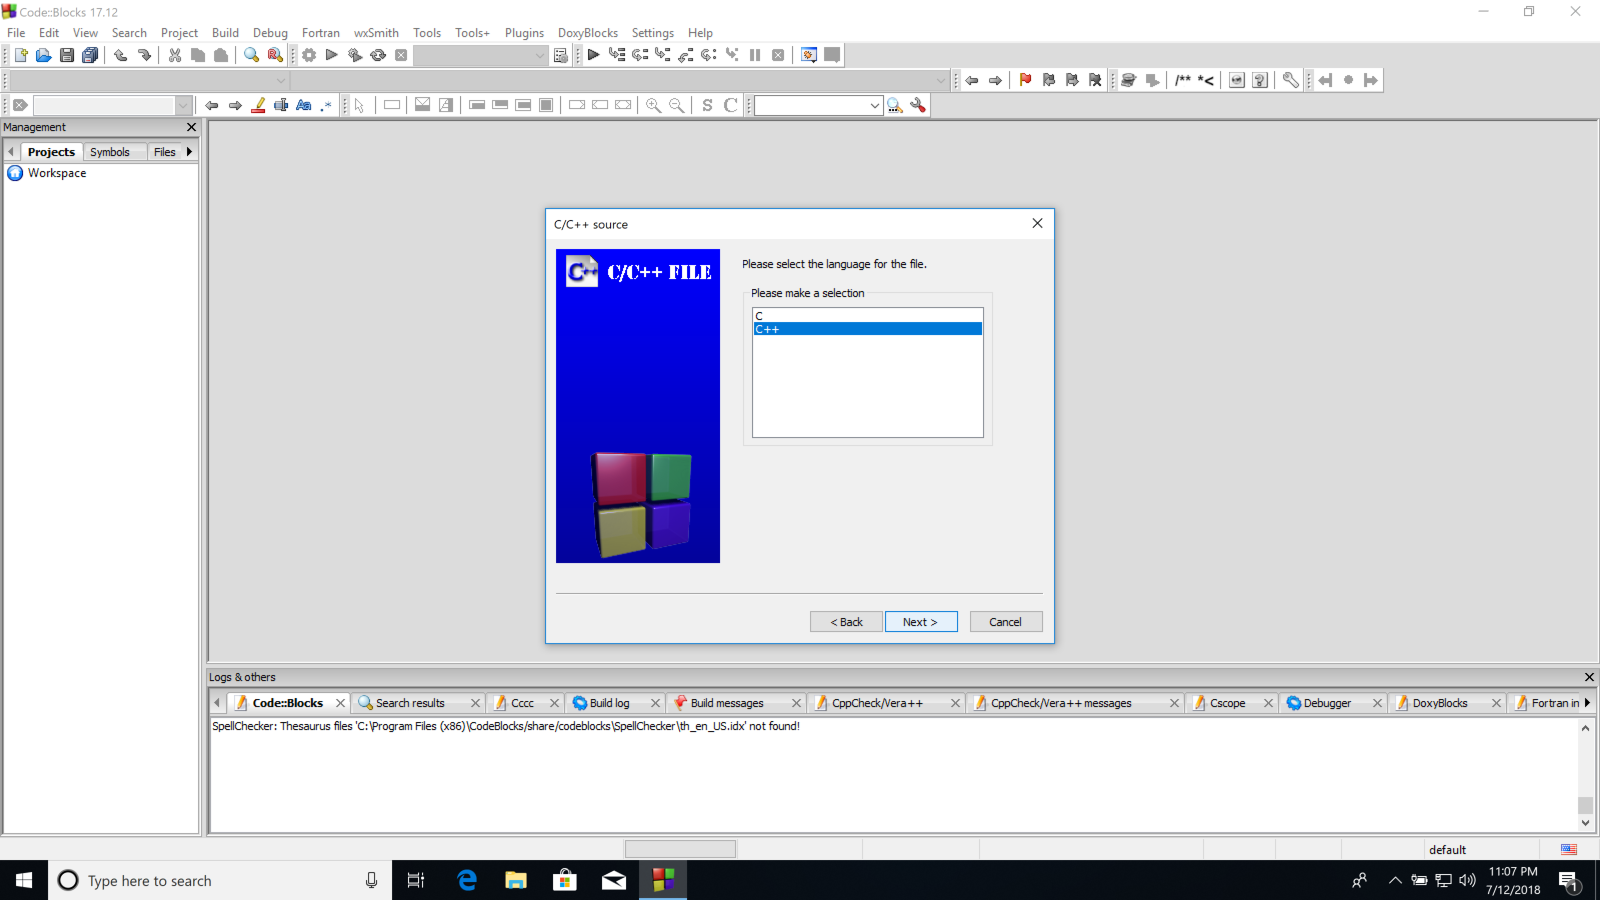 Code::Blocks 17.12
File Edit View Search Project Build Debug Fortran wxSmith Tools Tools+ Plugins DoxyBlocks Settings Help
/** *<
Aa .* S C
Management
Projects Symbols Files
Workspace
C/C++ source
C++ C/C++ FILE
Please select the language for the file.
Please make a selection
C
C++
< Back Next > Cancel
Logs & others
Code::Blocks Search results Cccc Build log Build messages CppCheck/Vera++ CppCheck/Vera++ messages Cscope Debugger DoxyBlocks Fortran in
SpellChecker: Thesaurus files 'C:\Program Files (x86)\CodeBlocks/share/codeblocks\SpellChecker\th_en_US.idx' not found!
default
Type here to search
11:07 PM
7/12/2018
1